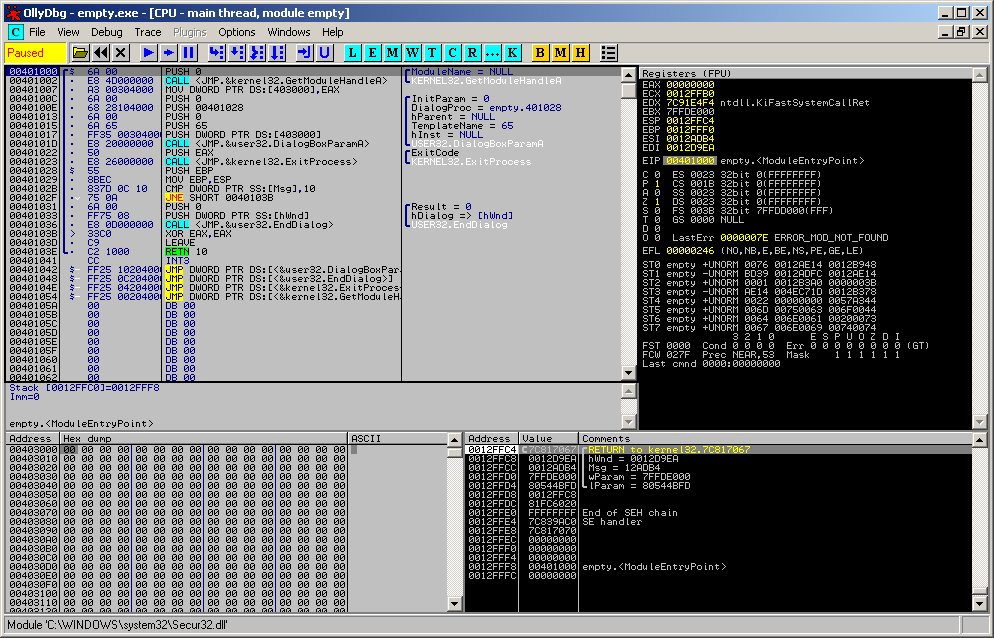 OllyDbg - empty.exe - [CPU - main thread, module empty]
C File View Debug Trace Plugins Options Windows Help
Paused L E M W T C R ... K B M H
00401000 $ 6A 00 PUSH 0 ModuleName = NULL
00401002 · E8 4D000000 CALL <JMP.&kernel32.GetModuleHandleA> KERNEL32.GetModuleHandleA
00401007 · A3 00304000 MOV DWORD PTR DS:[403000],EAX
0040100C · 6A 00 PUSH 0 InitParam = 0
0040100E · 68 28104000 PUSH 00401028 DialogProc = empty.401028
00401013 · 6A 00 PUSH 0 hParent = NULL
00401015 · 6A 65 PUSH 65 TemplateName = 65
00401017 · FF35 00304000 PUSH DWORD PTR DS:[403000] hInst = NULL
0040101D · E8 20000000 CALL <JMP.&user32.DialogBoxParamA> USER32.DialogBoxParamA
00401022 · 50 PUSH EAX ExitCode
00401023 · E8 26000000 CALL <JMP.&kernel32.ExitProcess> KERNEL32.ExitProcess
00401028 $ 55 PUSH EBP
00401029 · 8BEC MOV EBP,ESP
0040102B · 837D 0C 10 CMP DWORD PTR SS:[Msg],10
0040102F · 75 0A JNE SHORT 0040103B
00401031 · 6A 00 PUSH 0 Result = 0
00401033 · FF75 08 PUSH DWORD PTR SS:[hWnd] hDialog => [hWnd]
00401036 · E8 0D000000 CALL <JMP.&user32.EndDialog> USER32.EndDialog
0040103B > 33C0 XOR EAX,EAX
0040103D · C9 LEAVE
0040103E · C2 1000 RETN 10
00401041 CC INT3
00401042 $- FF25 10204000 JMP DWORD PTR DS:[<&user32.DialogBoxPar
00401048 $- FF25 0C204000 JMP DWORD PTR DS:[<&user32.EndDialog>]
0040104E $- FF25 04204000 JMP DWORD PTR DS:[<&kernel32.ExitProces
00401054 $- FF25 00204000 JMP DWORD PTR DS:[<&kernel32.GetModuleH
0040105A 00 DB 00
0040105B 00 DB 00
0040105C 00 DB 00
0040105D 00 DB 00
0040105E 00 DB 00
0040105F 00 DB 00
00401060 00 DB 00
00401061 00 DB 00
00401062 00 DB 00
Stack [0012FFC0]=0012FFF8
Imm=0
empty.<ModuleEntryPoint>
Registers (FPU)
EAX 00000000
ECX 0012FFB0
EDX 7C91E4F4 ntdll.KiFastSystemCallRet
EBX 7FFDE000
ESP 0012FFC4
EBP 0012FFF0
ESI 0012ADB4
EDI 0012D9EA
EIP 00401000 empty.<ModuleEntryPoint>
C 0 ES 0023 32bit 0(FFFFFFFF)
P 1 CS 001B 32bit 0(FFFFFFFF)
A 0 SS 0023 32bit 0(FFFFFFFF)
Z 1 DS 0023 32bit 0(FFFFFFFF)
S 0 FS 003B 32bit 7FFDD000(FFF)
T 0 GS 0000 NULL
D 0
O 0 LastErr 0000007E ERROR_MOD_NOT_FOUND
EFL 00000246 (NO,NB,E,BE,NS,PE,GE,LE)
ST0 empty +UNORM 0076 0012AE14 0012B948
ST1 empty -UNORM BD39 0012ADFC 0012AE14
ST2 empty +UNORM 0001 0012B3A0 0000003B
ST3 empty -UNORM AE14 004EC71D 0012B378
ST4 empty +UNORM 0022 00000000 0057A344
ST5 empty +UNORM 006D 00750063 006F0044
ST6 empty +UNORM 0064 006E0061 00200073
ST7 empty +UNORM 0067 006E0069 00740074
3 2 1 0 E S P U O Z D I
FST 0000 Cond 0 0 0 0 Err 0 0 0 0 0 0 0 0 (GT)
FCW 027F Prec NEAR,53 Mask 1 1 1 1 1 1
Last cmnd 0000:00000000
Address Hex dump ASCII
00403000 00 00 00 00 00 00 00 00 00 00 00 00 00 00 00 00
00403010 00 00 00 00 00 00 00 00 00 00 00 00 00 00 00 00
00403020 00 00 00 00 00 00 00 00 00 00 00 00 00 00 00 00
00403030 00 00 00 00 00 00 00 00 00 00 00 00 00 00 00 00
00403040 00 00 00 00 00 00 00 00 00 00 00 00 00 00 00 00
00403050 00 00 00 00 00 00 00 00 00 00 00 00 00 00 00 00
00403060 00 00 00 00 00 00 00 00 00 00 00 00 00 00 00 00
00403070 00 00 00 00 00 00 00 00 00 00 00 00 00 00 00 00
00403080 00 00 00 00 00 00 00 00 00 00 00 00 00 00 00 00
00403090 00 00 00 00 00 00 00 00 00 00 00 00 00 00 00 00
004030A0 00 00 00 00 00 00 00 00 00 00 00 00 00 00 00 00
004030B0 00 00 00 00 00 00 00 00 00 00 00 00 00 00 00 00
004030C0 00 00 00 00 00 00 00 00 00 00 00 00 00 00 00 00
004030D0 00 00 00 00 00 00 00 00 00 00 00 00 00 00 00 00
004030E0 00 00 00 00 00 00 00 00 00 00 00 00 00 00 00 00
004030F0 00 00 00 00 00 00 00 00 00 00 00 00 00 00 00 00
00403100 00 00 00 00 00 00 00 00 00 00 00 00 00 00 00 00
00403110 00 00 00 00 00 00 00 00 00 00 00 00 00 00 00 00
Address Value Comments
0012FFC4 7C817067 RETURN to kernel32.7C817067
0012FFC8 0012D9EA hWnd = 0012D9EA
0012FFCC 0012ADB4 Msg = 12ADB4
0012FFD0 7FFDE000 wParam = 7FFDE000
0012FFD4 80544BFD lParam = 80544BFD
0012FFD8 0012FFC8
0012FFDC 81FC6020
0012FFE0 FFFFFFFF End of SEH chain
0012FFE4 7C839AC0 SE handler
0012FFE8 7C817070
0012FFEC 00000000
0012FFF0 00000000
0012FFF4 00000000
0012FFF8 00401000 empty.<ModuleEntryPoint>
0012FFFC 00000000
Module 'C:\WINDOWS\system32\Secur32.dll'